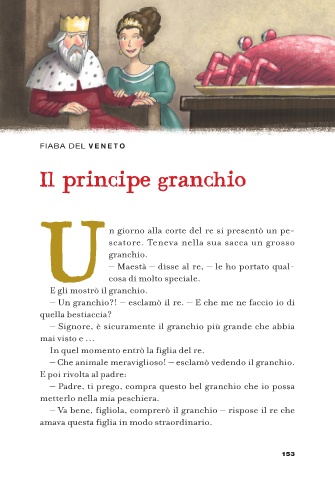 FIABA DEL VENETO
Il principe granchio
Un giorno alla corte del re si presentò un pe-
scatore. Teneva nella sua sacca un grosso
granchio.
– Maestà – disse al re, – le ho portato qual-
cosa di molto speciale.
E gli mostrò il granchio.
– Un granchio?! – esclamò il re. – E che me ne faccio io di
quella bestiaccia?
– Signore, è sicuramente il granchio più grande che abbia
mai visto e …
In quel momento entrò la figlia del re.
– Che animale meraviglioso! – esclamò vedendo il granchio.
E poi rivolta al padre:
– Padre, ti prego, compra questo bel granchio che io possa
metterlo nella mia peschiera.
– Va bene, figliola, comprerò il granchio – rispose il re che
amava questa figlia in modo straordinario.
153